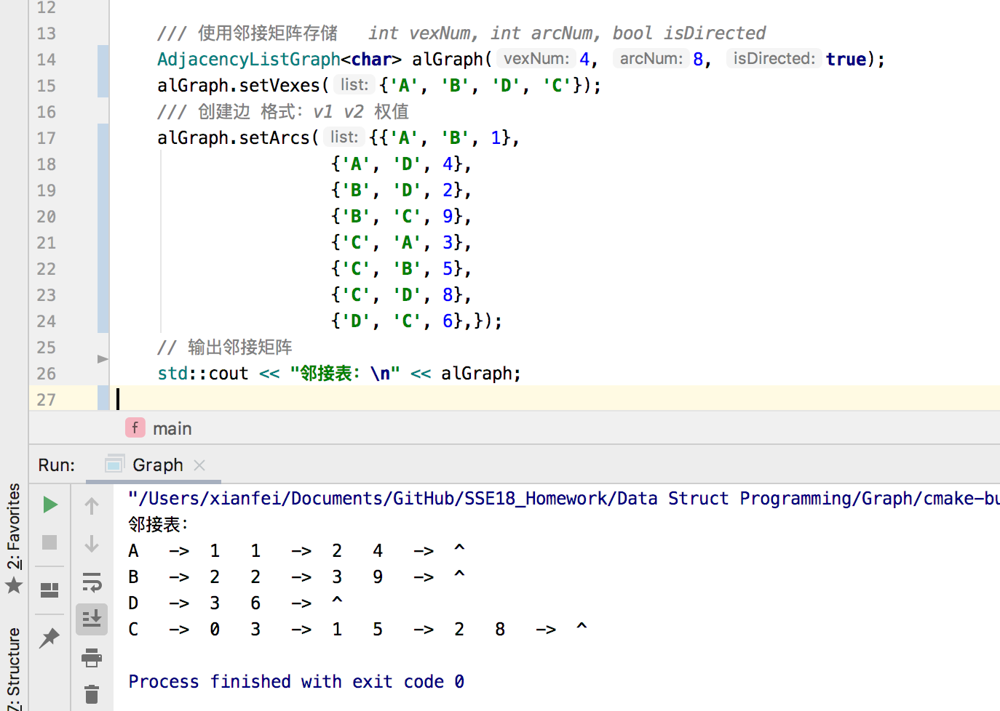 12
13 /// 使用邻接矩阵存储 int vexNum, int arcNum, bool isDirected
14 AdjacencyListGraph<char> alGraph( vexNum: 4, arcNum: 8, isDirected: true);
15 alGraph.setVexes( list: {'A', 'B', 'D', 'C'});
16 /// 创建边 格式：v1 v2 权值
17 alGraph.setArcs( list: {{'A', 'B', 1},
18 {'A', 'D', 4},
19 {'B', 'D', 2},
20 {'B', 'C', 9},
21 {'C', 'A', 3},
22 {'C', 'B', 5},
23 {'C', 'D', 8},
24 {'D', 'C', 6},});
25 // 输出邻接矩阵
26 std::cout << "邻接表：\n" << alGraph;
27
f main
Run: Graph
"/Users/xianfei/Documents/GitHub/SSE18_Homework/Data Struct Programming/Graph/cmake-bu
邻接表：
A -> 1 1 -> 2 4 -> ^
B -> 2 2 -> 3 9 -> ^
D -> 3 6 -> ^
C -> 0 3 -> 1 5 -> 2 8 -> ^
Process finished with exit code 0
2: Favorites
7: Structure